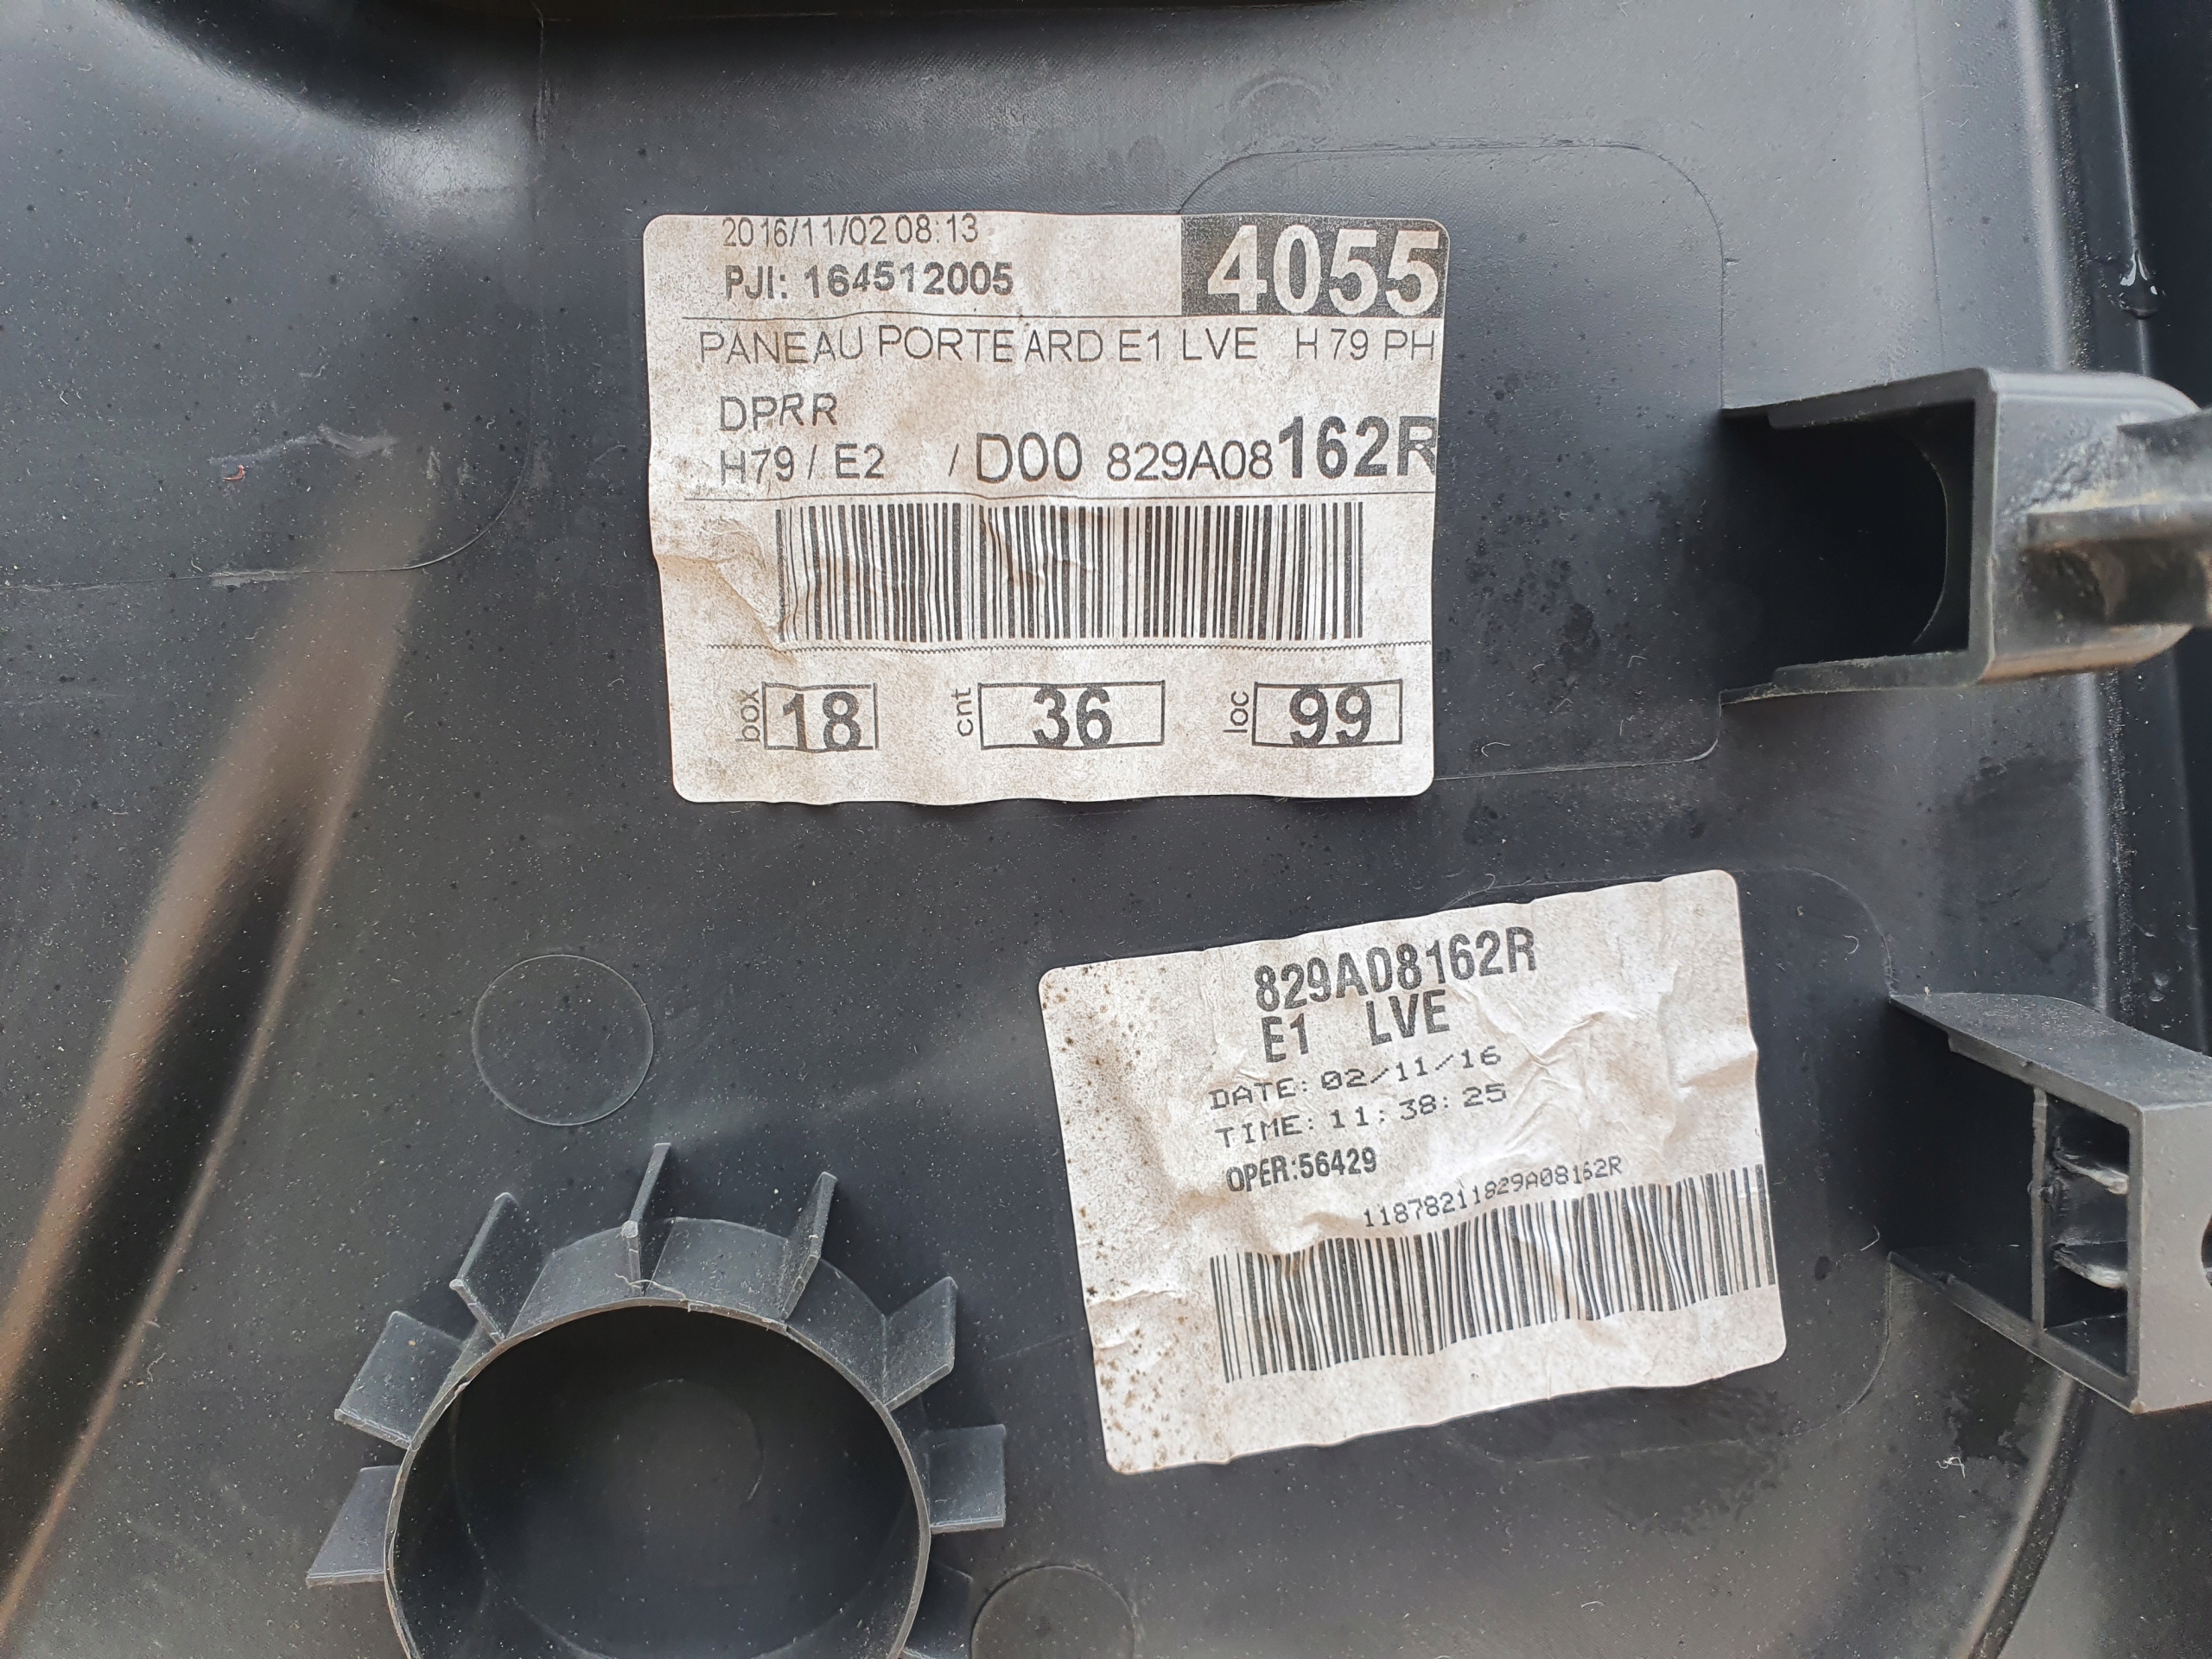 2016/11/02 08:13
PJI: 164512005
4055
PANEAU PORTE ARD E1 LVE H79 PH
DPRR
H79 / E2 / D00 829A08162R
box 18 cnt 36 loc 99
829A08162R
E1 LVE
DATE: 02/11/16
TIME: 11:38:25
OPER:56429
11878211829A08162R